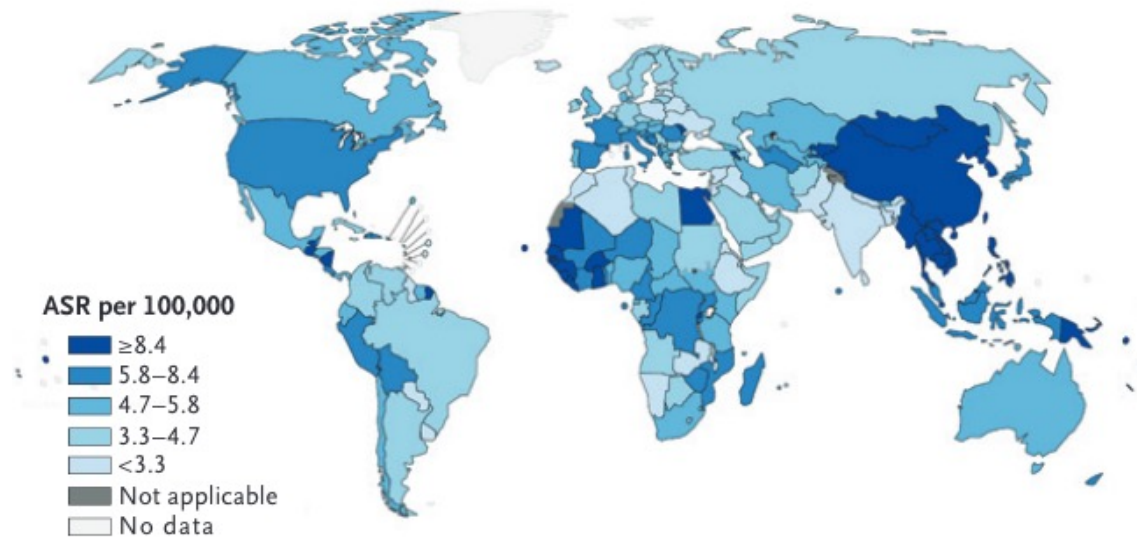 ASR per 100,000
≥8.4
5.8–8.4
4.7–5.8
3.3–4.7
<3.3
Not applicable
No data